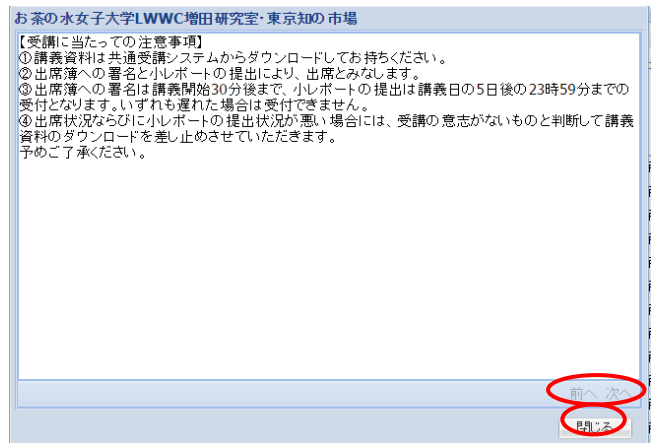 お茶の水女子大学LWWC増田研究室・東京知の市場
【受講に当たっての注意事項】
①講義資料は共通受講システムからダウンロードしてお持ちください。
②出席簿への署名と小レポートの提出により、出席とみなします。
③出席簿への署名は講義開始30分後まで、小レポートの提出は講義日の5日後の23時59分までの
受付となります。いずれも遅れた場合は受付できません。
④出席状況ならびに小レポートの提出状況が悪い場合には、受講の意志がないものと判断して講義
資料のダウンロードを差し止めさせていただきます。
予めご了承ください。
前へ 次へ
閉じる